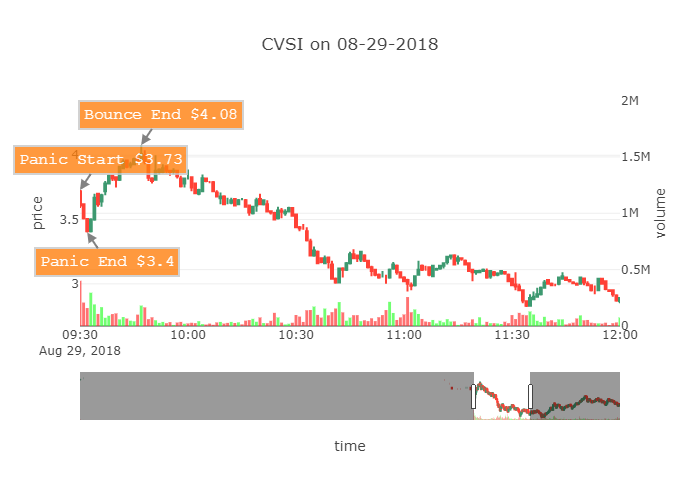 CVSI on 08-29-2018
2M
Bounce End $4.08
4
1.5M
Panic Start $3.73
price
3.5
1M
volume
Panic End $3.4
3
0.5M
0
09:30
10:00
10:30
11:00
11:30
12:00
Aug 29, 2018
time